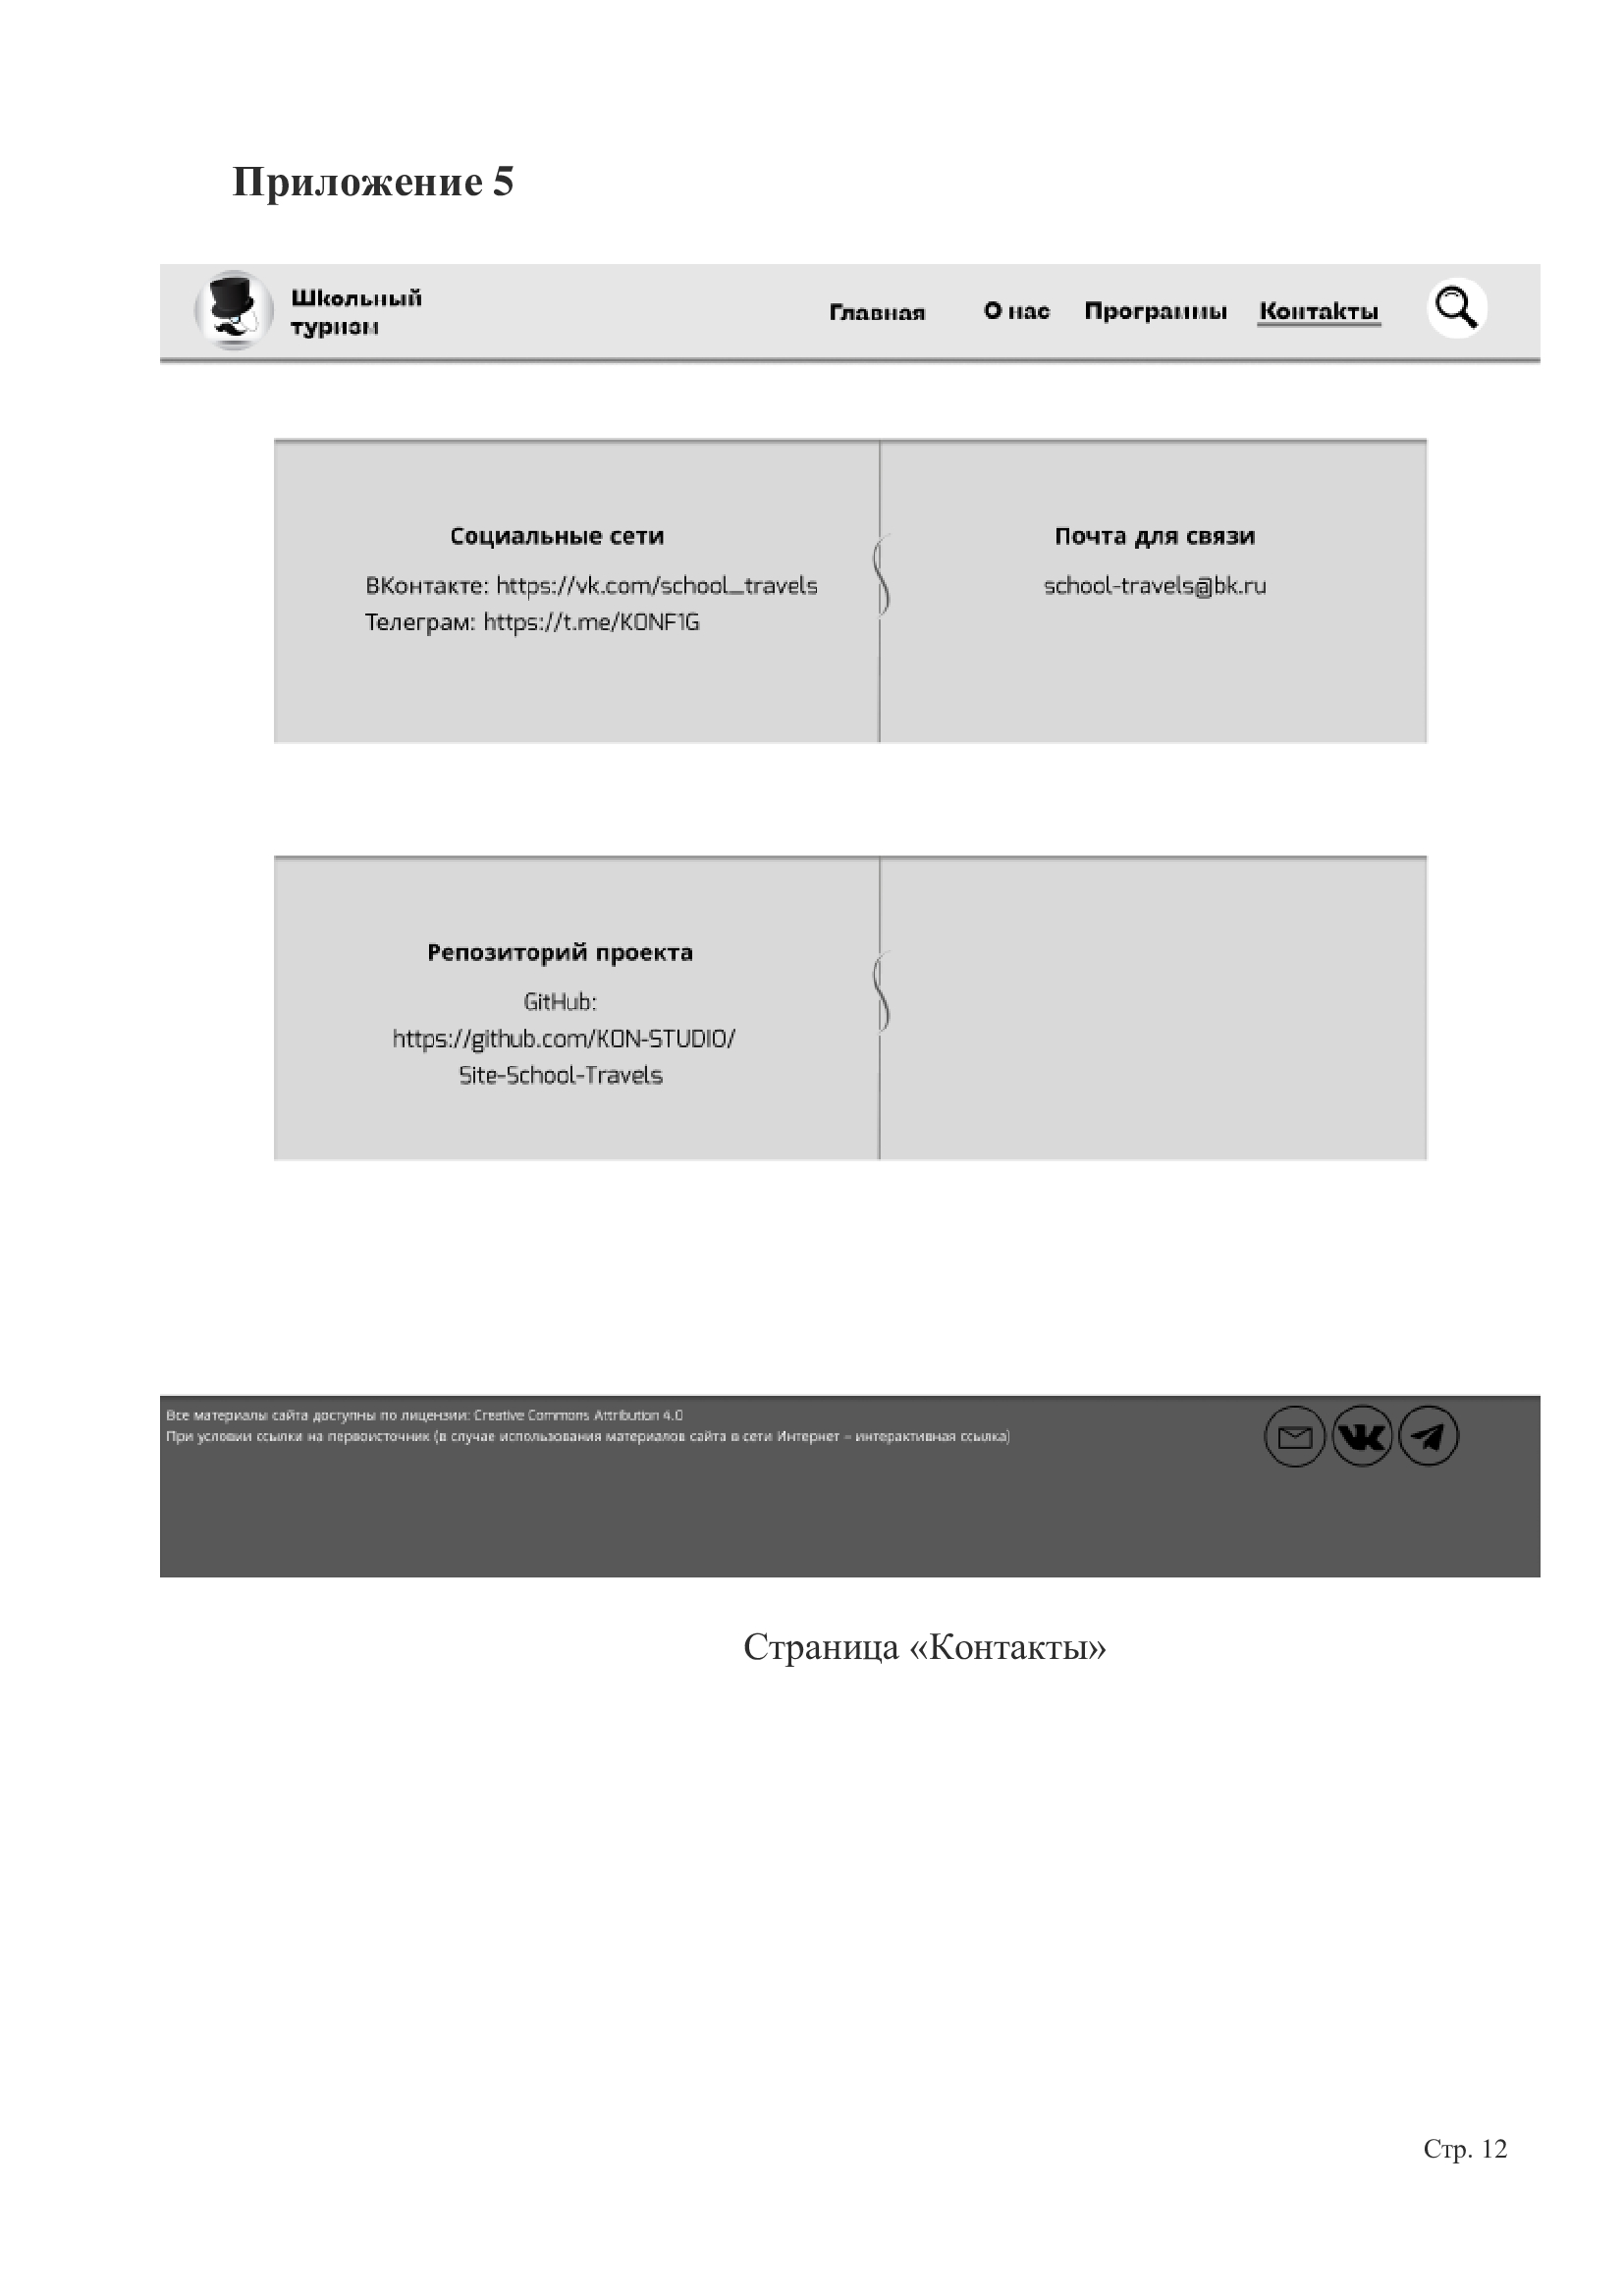 Приложение 5
Школьный
туризм
Главная О нас Программы Контакты
Социальные сети
ВКонтакте: https://vk.com/school_travels
Телеграм: https://t.me/K0NF1G
Почта для связи
school-travels@bk.ru
Репозиторий проекта
GitHub:
https://github.com/KON-STUDIO/
Site-School-Travels
Все материалы сайта доступны по лицензии: Creative Commons Attribution 4.0
При условии ссылки на первоисточник (в случае использования материалов сайта в сети Интернет – интерактивная ссылка)
Страница «Контакты»
Стр. 12